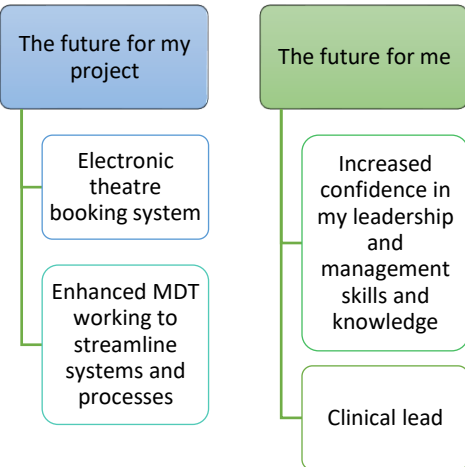 The future for my
project
Electronic
theatre
booking system
Enhanced MDT
working to
streamline
systems and
processes
The future for me
Increased
confidence in
my leadership
and
management
skills and
knowledge
Clinical lead